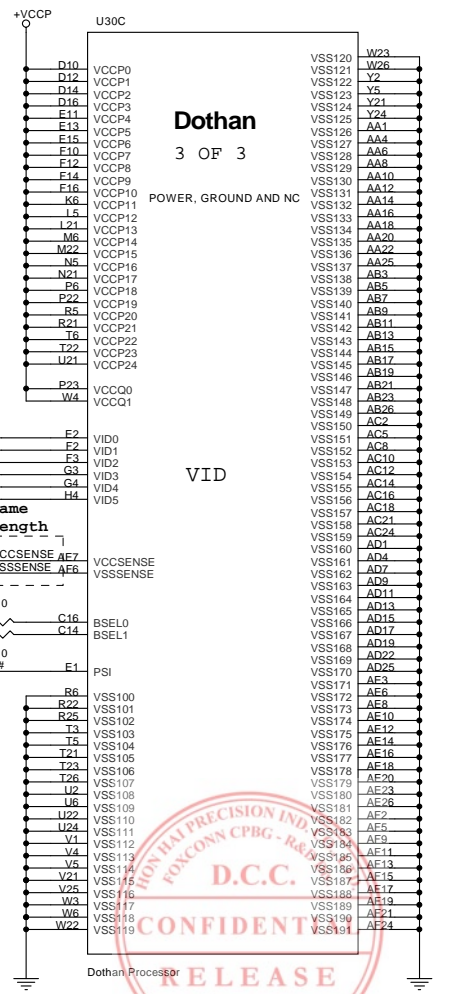 +VCCP
U30C
Dothan
3 OF 3
POWER, GROUND AND NC
VID
D10 VCCP0
D12 VCCP1
D14 VCCP2
D16 VCCP3
E11 VCCP4
E13 VCCP5
E15 VCCP6
F10 VCCP7
F12 VCCP8
F14 VCCP9
F16 VCCP10
K6 VCCP11
L5 VCCP12
L21 VCCP13
M6 VCCP14
M22 VCCP15
N5 VCCP16
N21 VCCP17
P6 VCCP18
P22 VCCP19
R5 VCCP20
R21 VCCP21
T6 VCCP22
T22 VCCP23
U21 VCCP24
P23 VCCQ0
W4 VCCQ1
E2 VID0
F2 VID1
F3 VID2
G3 VID3
G4 VID4
H4 VID5
ame
ength
CCSENSE AE7 VCCSENSE
SSSENSE AF6 VSSSENSE
0
C16 BSEL0
C14 BSEL1
0
#
E1 PSI
R6 VSS100
R22 VSS101
R25 VSS102
T3 VSS103
T5 VSS104
T21 VSS105
T23 VSS106
T26 VSS107
U2 VSS108
U6 VSS109
U22 VSS110
U24 VSS111
V1 VSS112
V4 VSS113
V5 VSS114
V21 VSS115
V25 VSS116
W3 VSS117
W6 VSS118
W22 VSS119
VSS120 W23
VSS121 W26
VSS122 Y2
VSS123 Y5
VSS124 Y21
VSS125 Y24
VSS126 AA1
VSS127 AA4
VSS128 AA6
VSS129 AA8
VSS130 AA10
VSS131 AA12
VSS132 AA14
VSS133 AA16
VSS134 AA18
VSS135 AA20
VSS136 AA22
VSS137 AA25
VSS138 AB3
VSS139 AB5
VSS140 AB7
VSS141 AB9
VSS142 AB11
VSS143 AB13
VSS144 AB15
VSS145 AB17
VSS146 AB19
VSS147 AB21
VSS148 AB23
VSS149 AB26
VSS150 AC2
VSS151 AC5
VSS152 AC8
VSS153 AC10
VSS154 AC12
VSS155 AC14
VSS156 AC16
VSS157 AC18
VSS158 AC21
VSS159 AC24
VSS160 AD1
VSS161 AD4
VSS162 AD7
VSS163 AD9
VSS164 AD11
VSS165 AD13
VSS166 AD15
VSS167 AD17
VSS168 AD19
VSS169 AD22
VSS170 AD25
VSS171 AE3
VSS172 AE6
VSS173 AE8
VSS174 AE10
VSS175 AE12
VSS176 AE14
VSS177 AE16
VSS178 AE18
VSS179 AE20
VSS180 AE23
VSS181 AE26
VSS182 AF2
VSS183 AF5
VSS184 AF9
VSS185 AF11
VSS186 AF13
VSS187 AF15
VSS188 AF17
VSS189 AF19
VSS190 AF21
VSS191 AF24
Dothan Processor
HON HAI PRECISION IND.
FOXCONN CPBG - R&
D.C.C.
CONFIDENTIAL
RELEASE